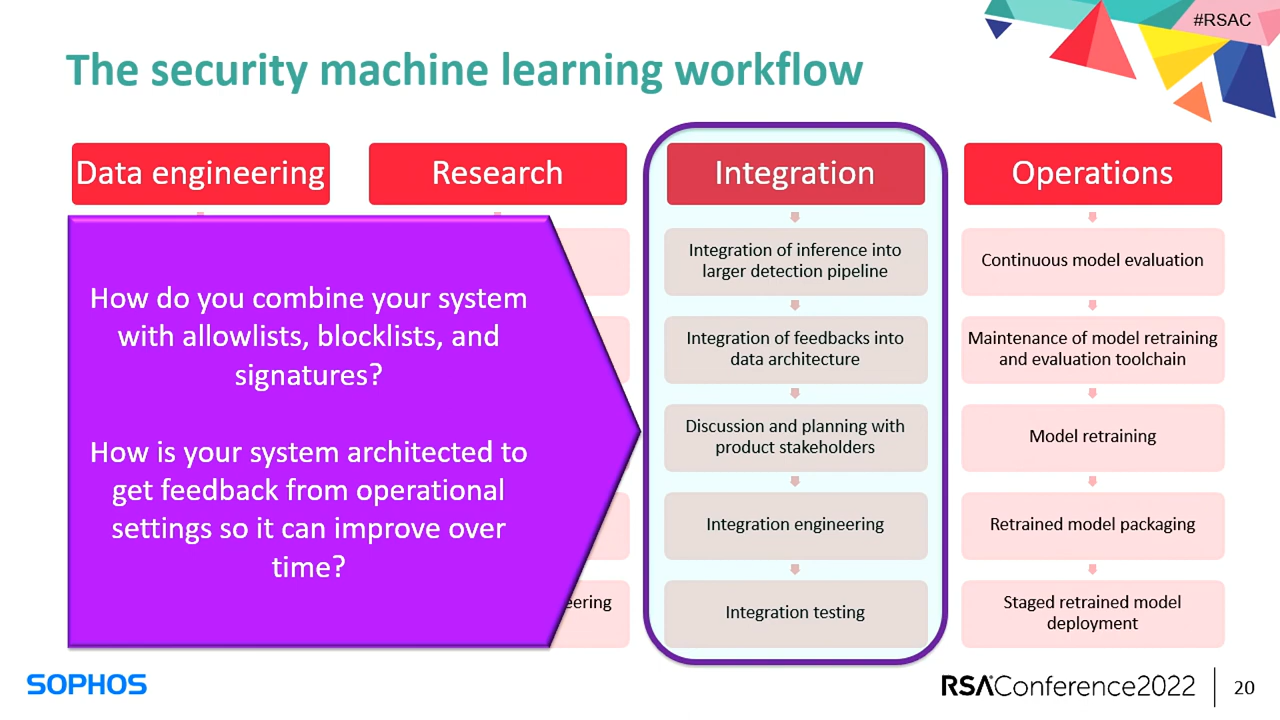 #RSAC
The security machine learning workflow
Data engineering
Research
Integration
Operations
How do you combine your system
with allowlists, blocklists, and
signatures?
How is your system architected to
get feedback from operational
settings so it can improve over
time?
Integration of inference into
larger detection pipeline
Integration of feedbacks into
data architecture
Discussion and planning with
product stakeholders
Integration engineering
Integration testing
Continuous model evaluation
Maintenance of model retraining
and evaluation toolchain
Model retraining
Retrained model packaging
Staged retrained model
deployment
SOPHOS
RSAConference2022
20